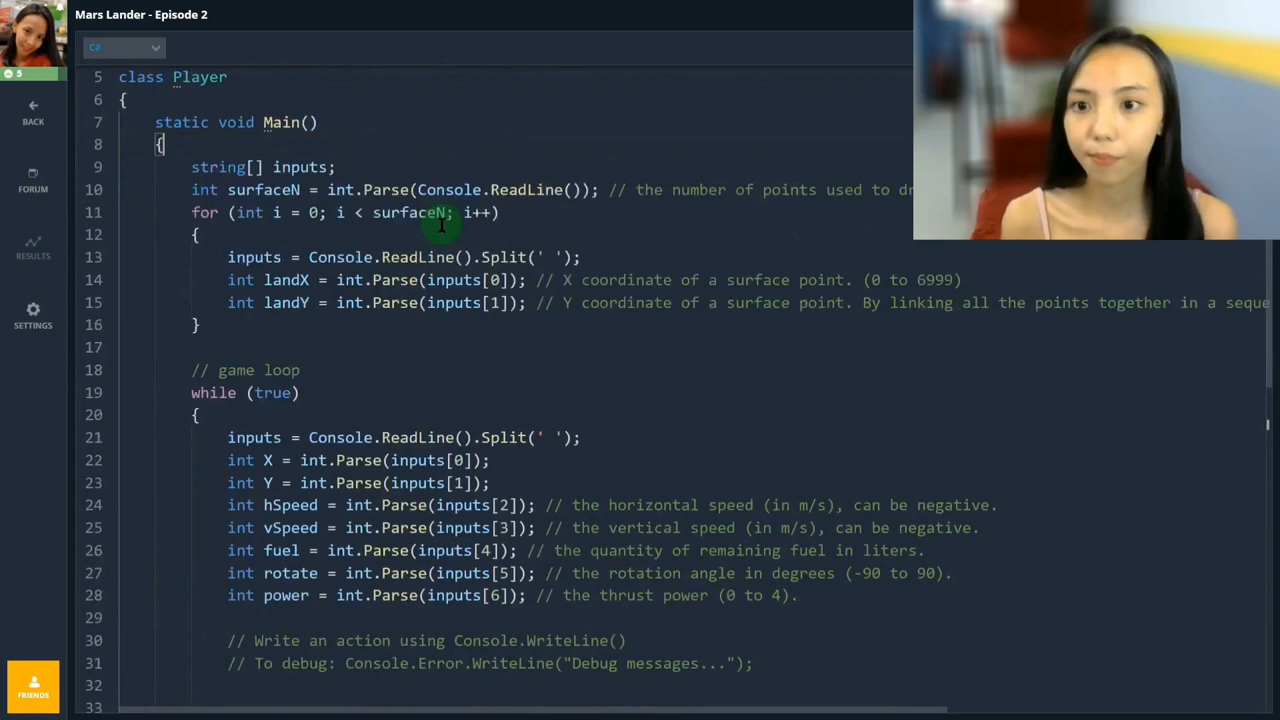 Mars Lander - Episode 2
C#
5
BACK
FORUM
RESULTS
SETTINGS
FRIENDS
5 class Player
6 {
7 static void Main()
8 {
9 string[] inputs;
10 int surfaceN = int.Parse(Console.ReadLine()); // the number of points used to
11 for (int i = 0; i < surfaceN; i++)
12 {
13 inputs = Console.ReadLine().Split(' ');
14 int landX = int.Parse(inputs[0]); // X coordinate of a surface point. (0 to 6999)
15 int landY = int.Parse(inputs[1]); // Y coordinate of a surface point. By linking all the points together in a
16 }
17
18 // game loop
19 while (true)
20 {
21 inputs = Console.ReadLine().Split(' ');
22 int X = int.Parse(inputs[0]);
23 int Y = int.Parse(inputs[1]);
24 int hSpeed = int.Parse(inputs[2]); // the horizontal speed (in m/s), can be negative.
25 int vSpeed = int.Parse(inputs[3]); // the vertical speed (in m/s), can be negative.
26 int fuel = int.Parse(inputs[4]); // the quantity of remaining fuel in liters.
27 int rotate = int.Parse(inputs[5]); // the rotation angle in degrees (-90 to 90).
28 int power = int.Parse(inputs[6]); // the thrust power (0 to 4).
29
30 // Write an action using Console.WriteLine()
31 // To debug: Console.Error.WriteLine("Debug messages...");
32
33